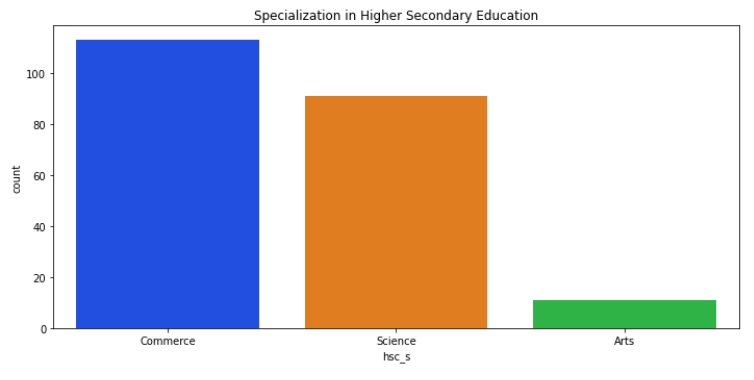 Specialization in Higher Secondary Education
100
80
60
40
20
0
count
Commerce Science Arts
hsc_s